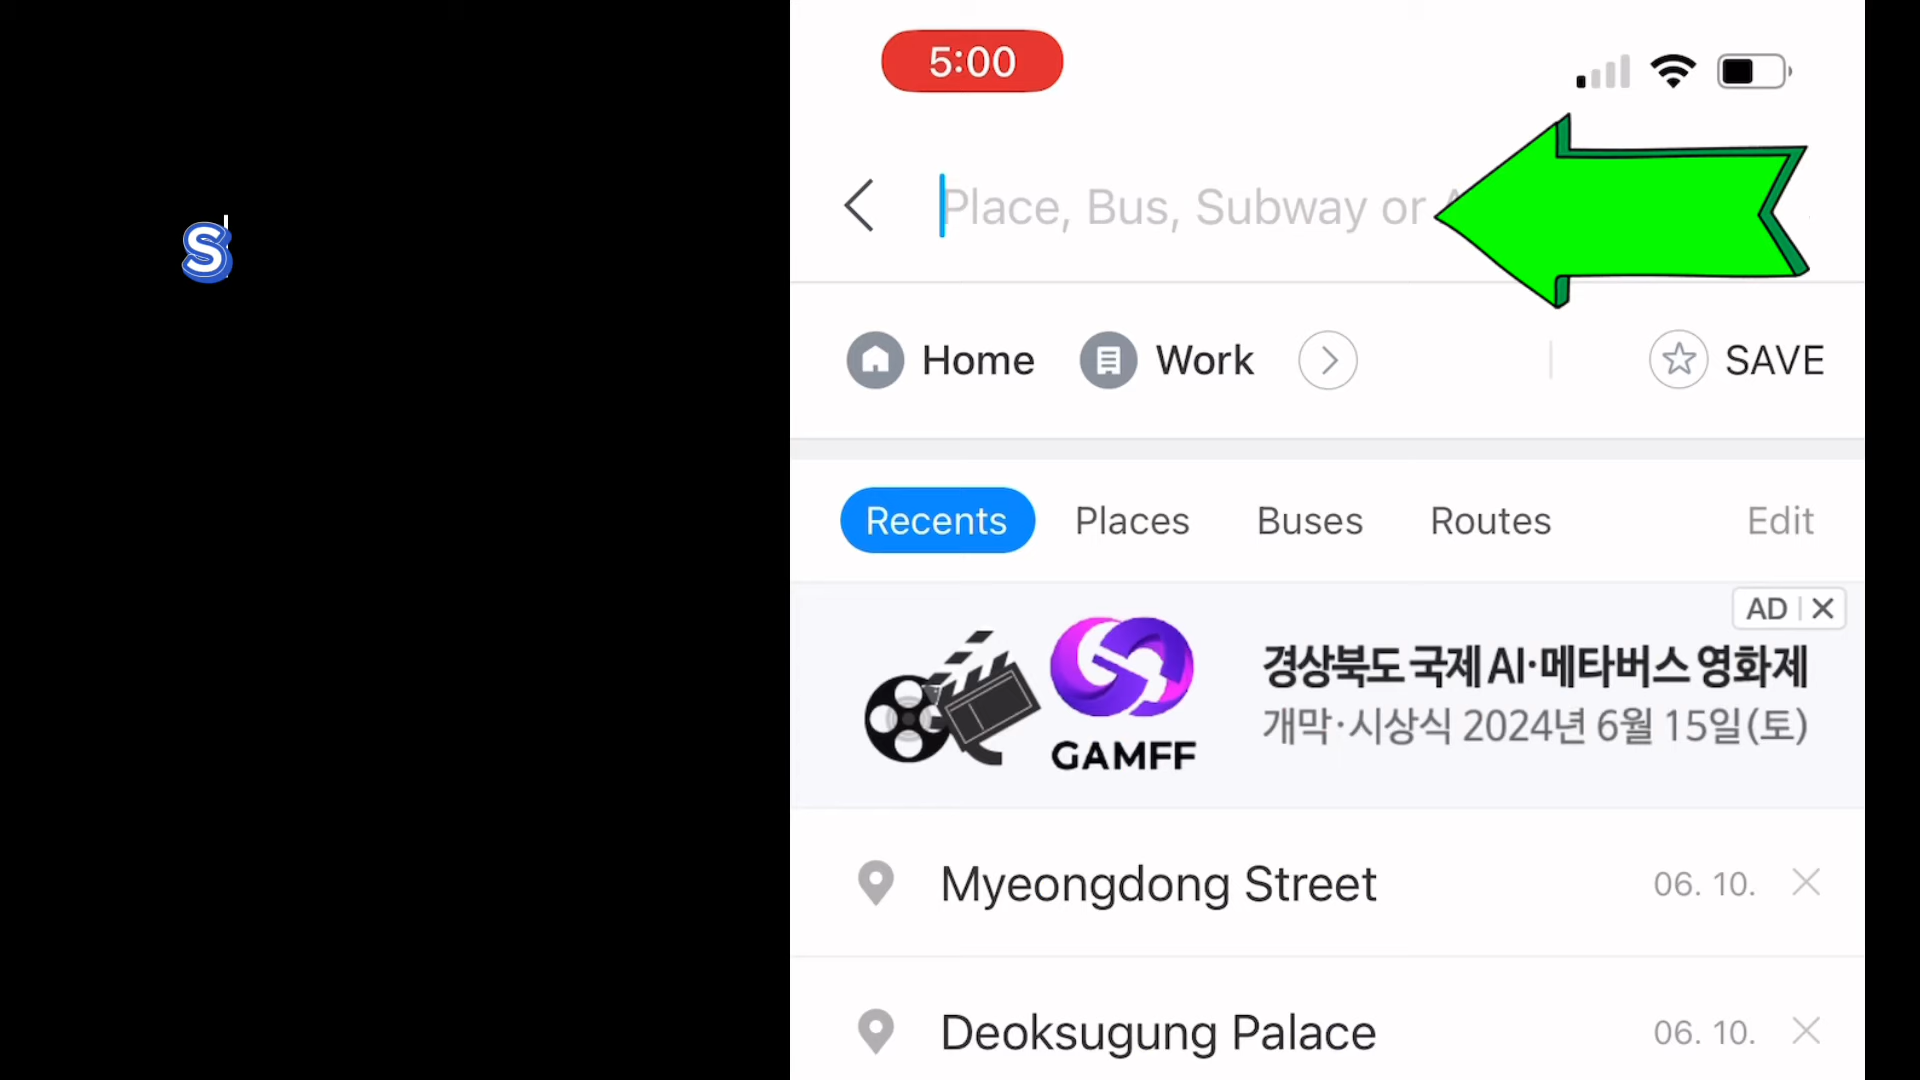 S
5:00
Place, Bus, Subway or
Home
Work
SAVE
Recents
Places
Buses
Routes
Edit
AD
경상북도 국제 AI·메타버스 영화제
개막·시상식 2024년 6월 15일(토)
GAMFF
Myeongdong Street
06. 10.
Deoksugung Palace
06. 10.